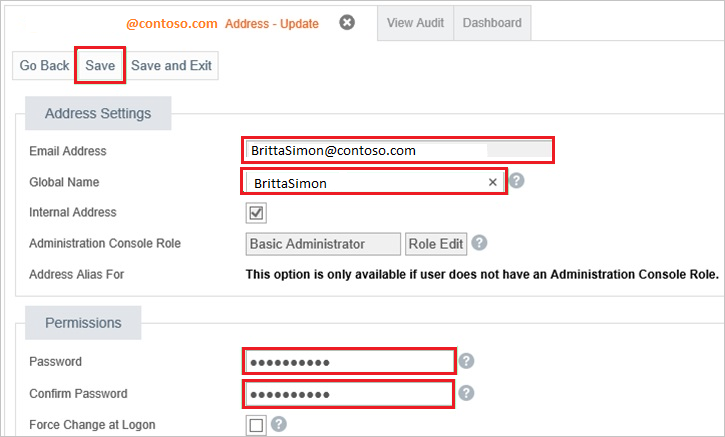 @contoso.com Address - Update View Audit Dashboard
Go Back Save Save and Exit
Address Settings
Email Address BrittaSimon@contoso.com
Global Name BrittaSimon × ?
Internal Address
Administration Console Role Basic Administrator Role Edit ?
Address Alias For This option is only available if user does not have an Administration Console Role.
Permissions
Password ●●●●●●●●●● ?
Confirm Password ●●●●●●●●●● ?
Force Change at Logon ?